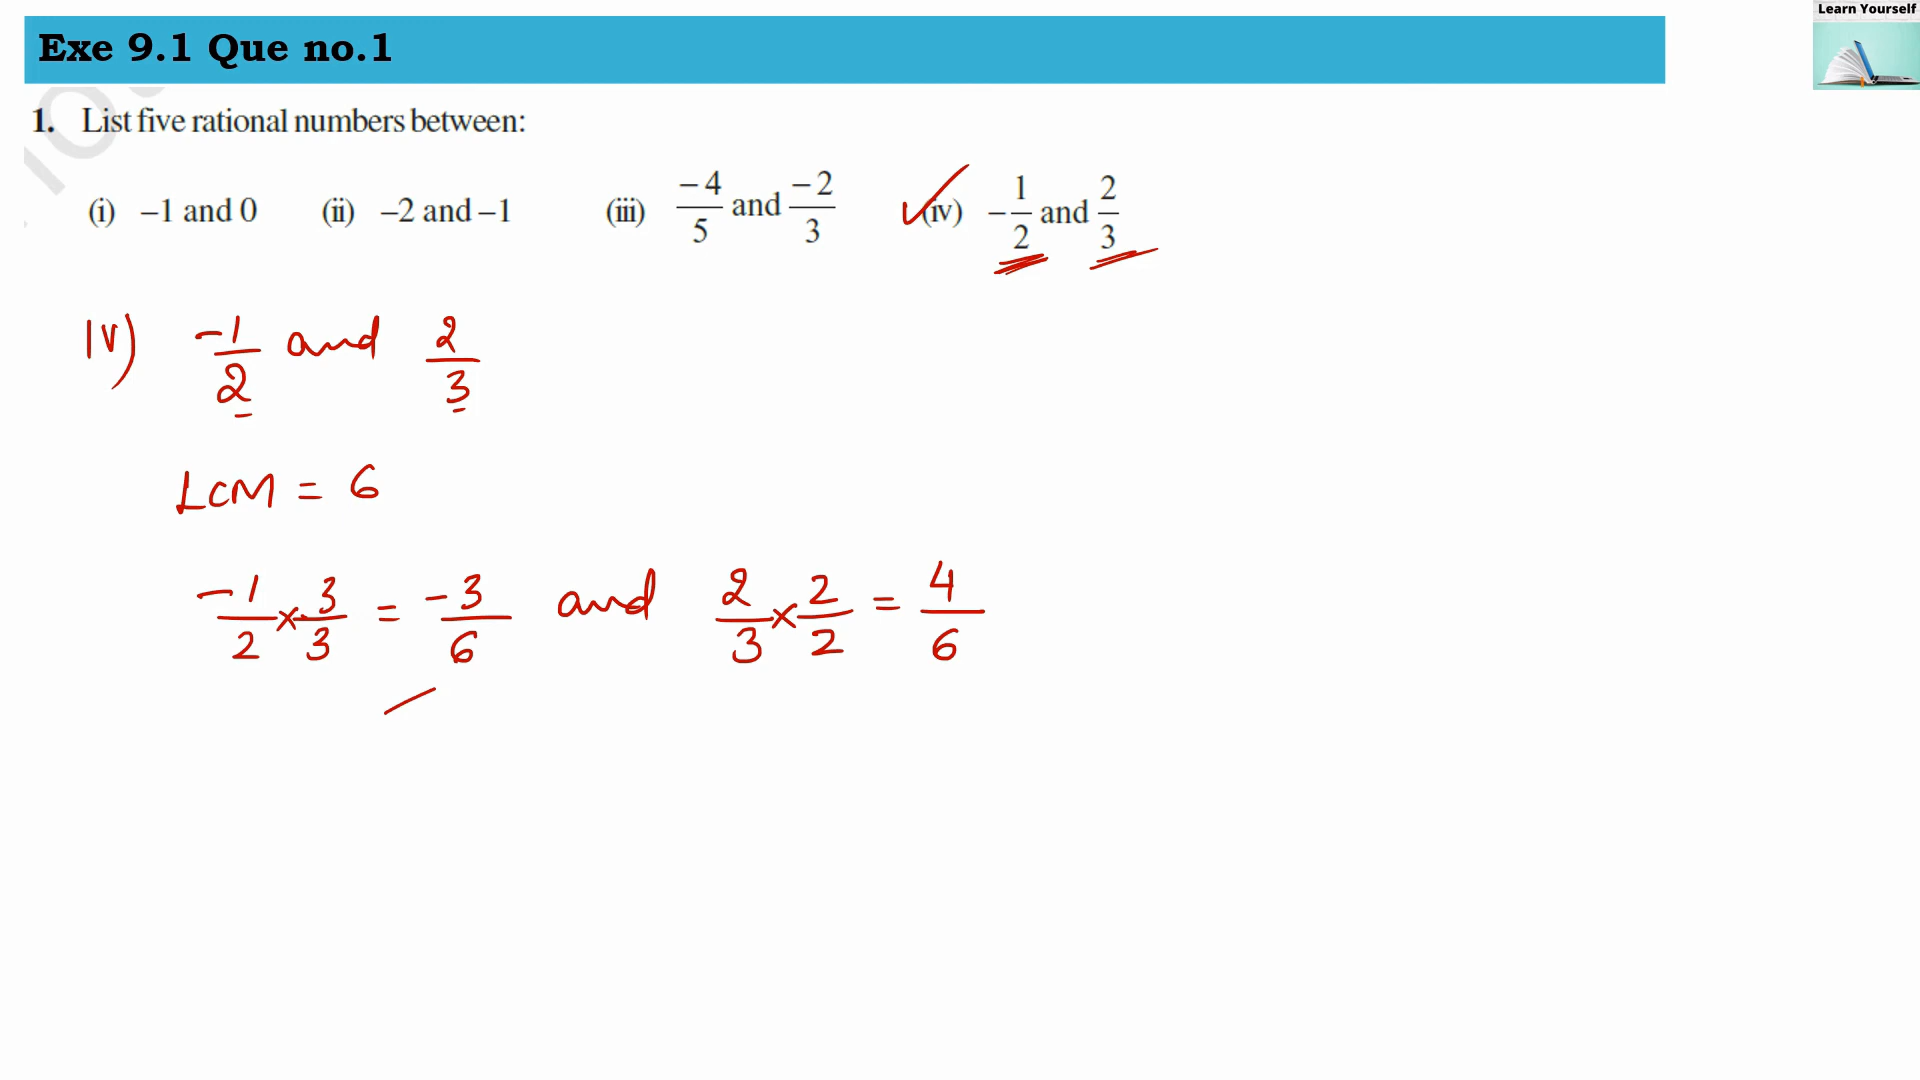 Learn Yourself
Exe 9.1 Que no.1
1. List five rational numbers between:
(i) –1 and 0 (ii) –2 and –1 (iii) −4/5 and −2/3 (iv) −1/2 and 2/3
IV) −1/2 and 2/3
LCM = 6
−1/2 × 3/3 = −3/6 and 2/3 × 2/2 = 4/6